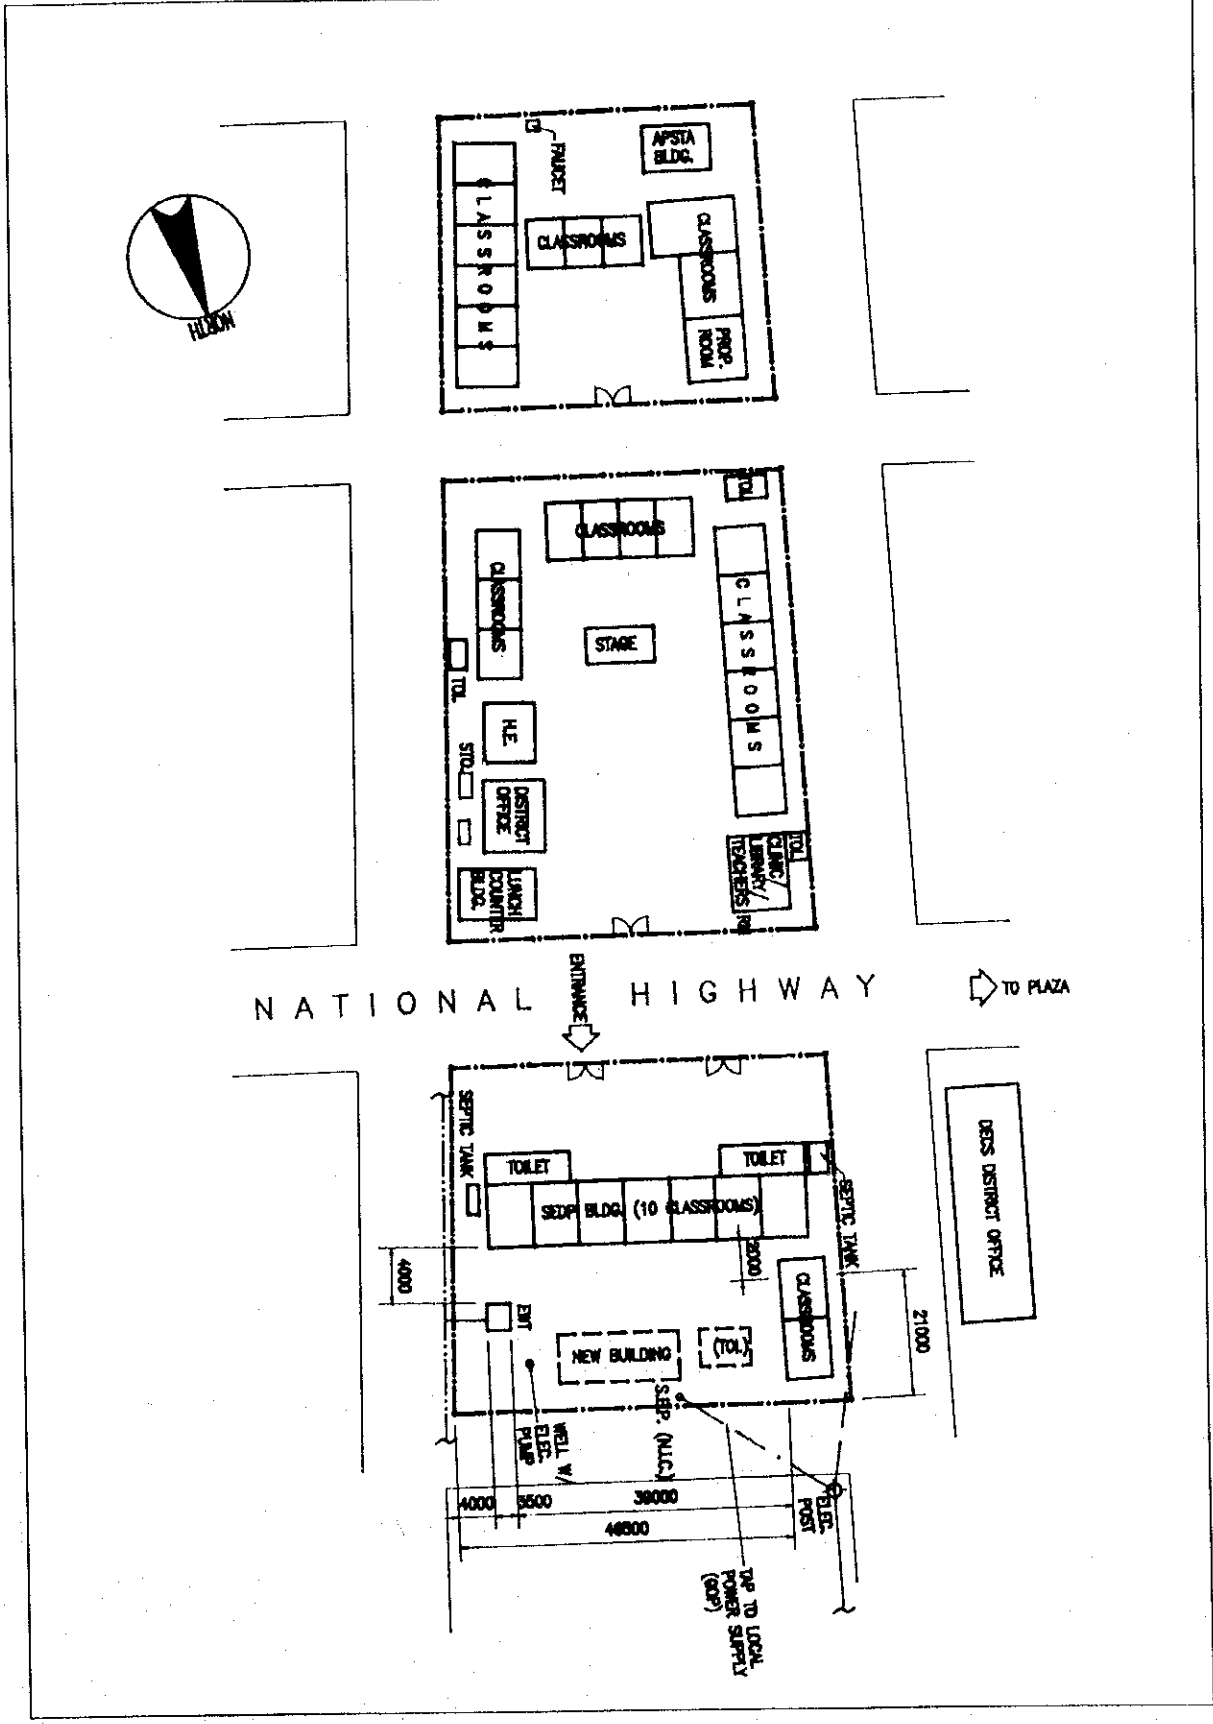 APSTA
BLDG.
FAUCET
CLASSROOMS
CLASSROOMS
CLASSROOMS
PROP.
ROOM
NORTH
TOL
CLASSROOMS
CLASSROOMS
CLASSROOMS
STAGE
TOL
H.E.
STO.
DISTRICT
OFFICE
LUNCH
COUNTER
BLDG.
TOL
CLINIC
LIBRARY/
TEACHERS RM
ENTRANCE
NATIONAL HIGHWAY
TO PLAZA
SEPTIC TANK
TOILET
TOILET
SEPTIC TANK
SEDP BLDG. (10 CLASSROOMS)
DECS DISTRICT OFFICE
2000
4000
CLASSROOMS
21000
NEW BUILDING
(TOL)
S.E.P. (N.I.C.)
WELL W/
ELEC.
PUMP
4000
3500
39000
46500
ELEC.
POST
TAP TO LOCAL
POWER SUPPLY
(GOP)